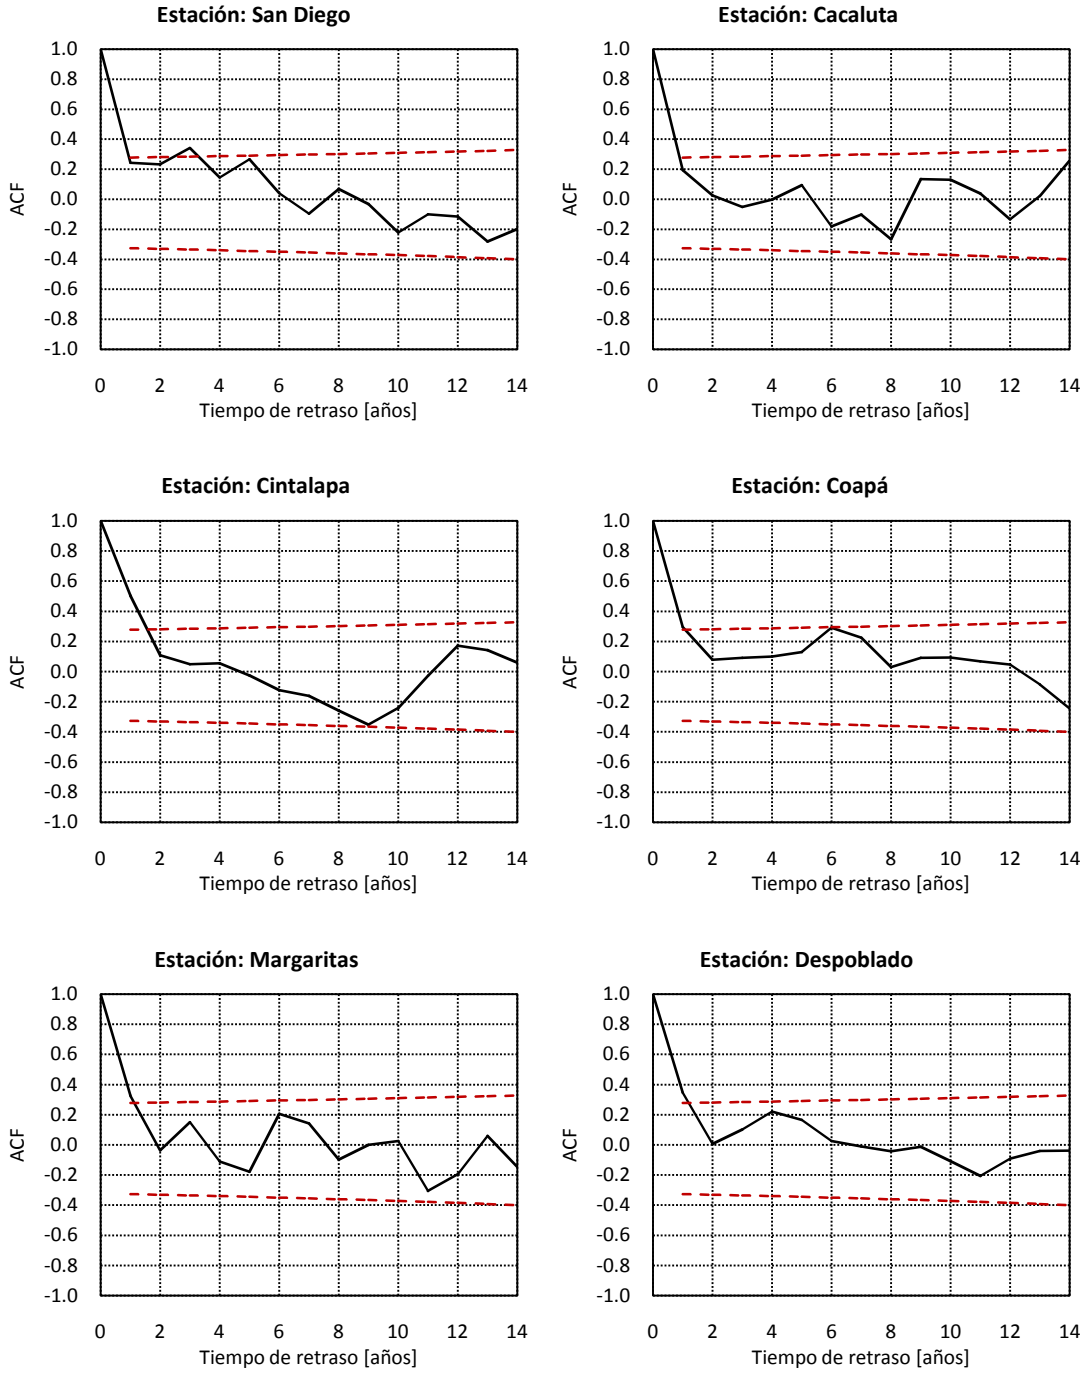 Estación: San Diego
1.0
0.8
0.6
0.4
0.2
0.0
-0.2
-0.4
-0.6
-0.8
-1.0
ACF
0 2 4 6 8 10 12 14
Tiempo de retraso [años]
Estación: Cacaluta
1.0
0.8
0.6
0.4
0.2
0.0
-0.2
-0.4
-0.6
-0.8
-1.0
ACF
0 2 4 6 8 10 12 14
Tiempo de retraso [años]
Estación: Cintalapa
1.0
0.8
0.6
0.4
0.2
0.0
-0.2
-0.4
-0.6
-0.8
-1.0
ACF
0 2 4 6 8 10 12 14
Tiempo de retraso [años]
Estación: Coapá
1.0
0.8
0.6
0.4
0.2
0.0
-0.2
-0.4
-0.6
-0.8
-1.0
ACF
0 2 4 6 8 10 12 14
Tiempo de retraso [años]
Estación: Margaritas
1.0
0.8
0.6
0.4
0.2
0.0
-0.2
-0.4
-0.6
-0.8
-1.0
ACF
0 2 4 6 8 10 12 14
Tiempo de retraso [años]
Estación: Despoblado
1.0
0.8
0.6
0.4
0.2
0.0
-0.2
-0.4
-0.6
-0.8
-1.0
ACF
0 2 4 6 8 10 12 14
Tiempo de retraso [años]